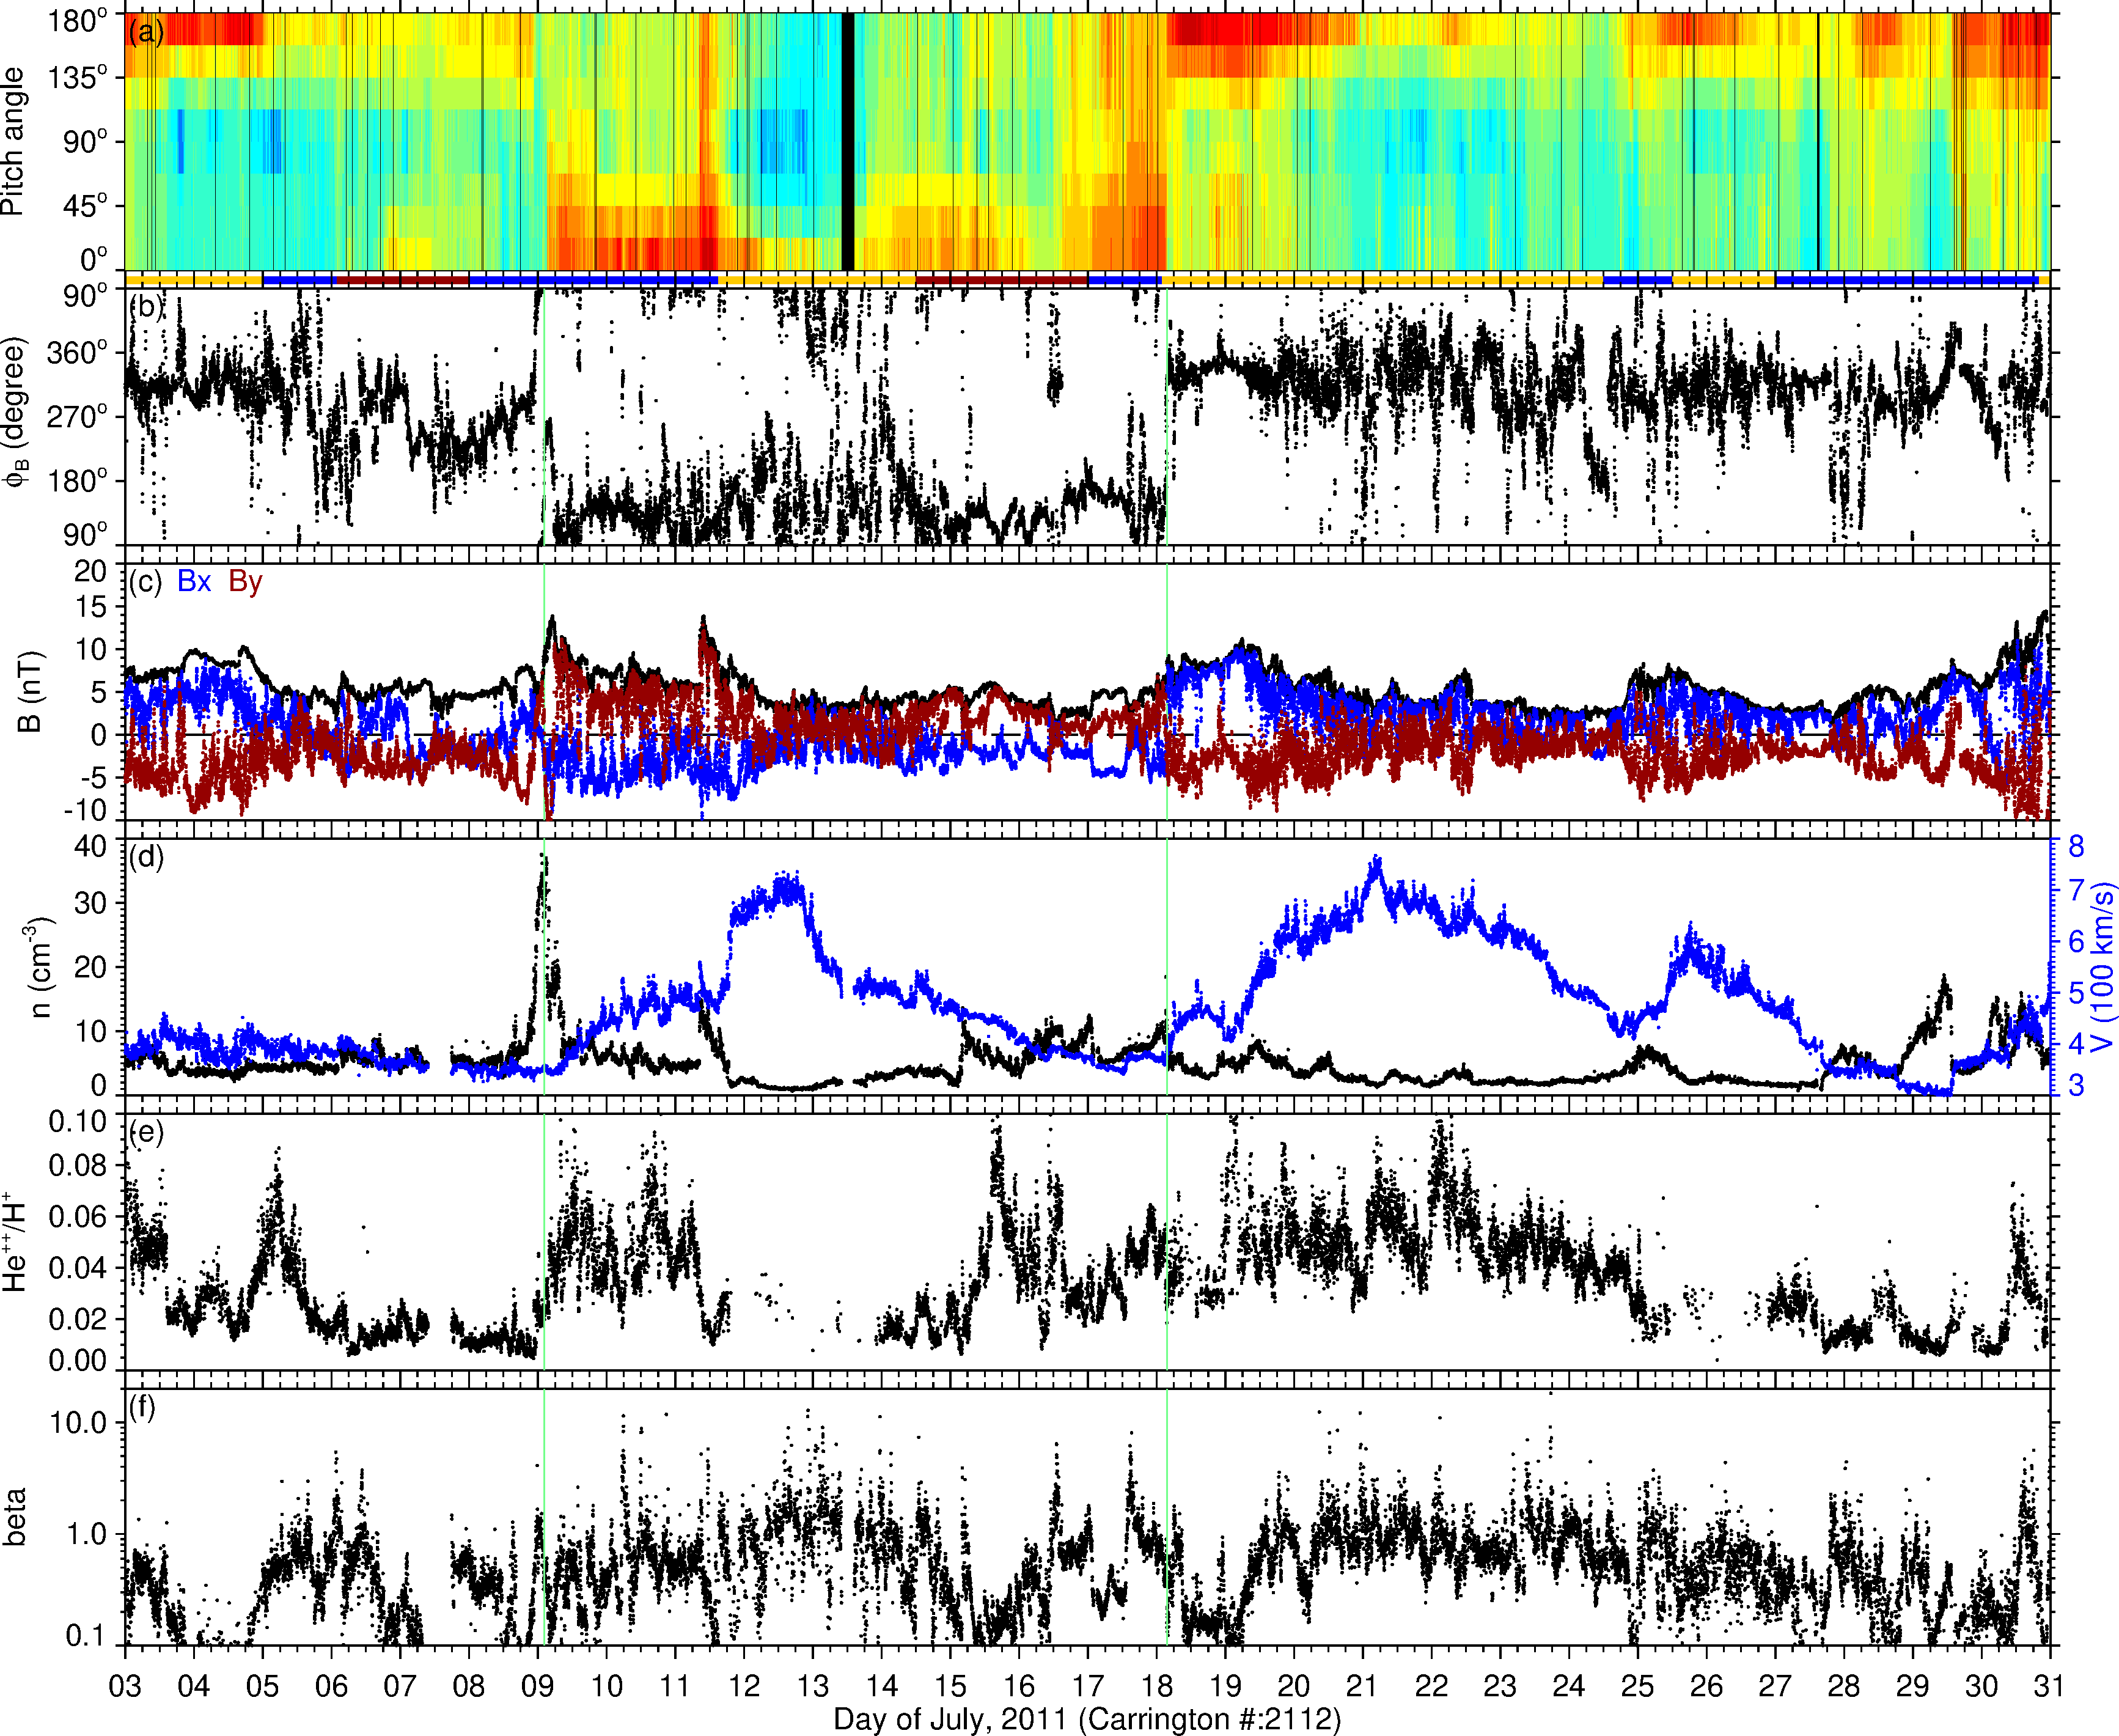 (a)
180°
135°
90°
45°
0°
Pitch angle
(b)
90°
360°
270°
180°
90°
ϕB (degree)
(c) Bx By
20
15
10
5
0
-5
-10
B (nT)
(d)
40
30
20
10
0
n (cm-3)
8
7
6
5
4
3
V (100 km/s)
(e)
0.10
0.08
0.06
0.04
0.02
0.00
He++/H+
(f)
10.0
1.0
0.1
beta
03 04 05 06 07 08 09 10 11 12 13 14 15 16 17 18 19 20 21 22 23 24 25 26 27 28 29 30 31
Day of July, 2011 (Carrington #:2112)